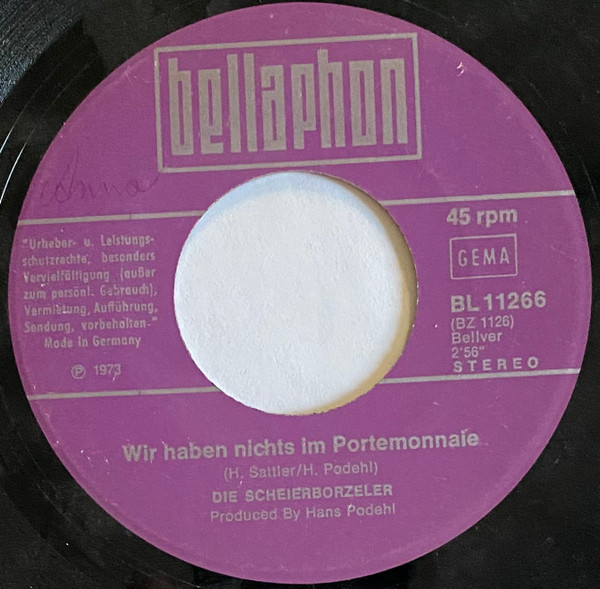 bellaphon
Anna
"Urheber- u. Leistungs-
schutzrechte, besonders
Vervielfältigung (außer
zum persönl. Gebrauch),
Vermietung, Aufführung,
Sendung, vorbehalten-"
Made in Germany
Ⓟ 1973
45 rpm
GEMA
BL 11266
(BZ 1126)
Bellver
2'56"
STEREO
Wir haben nichts im Portemonnaie
(H. Sattler/H. Podehl)
DIE SCHEIERBORZELER
Produced By Hans Podehl